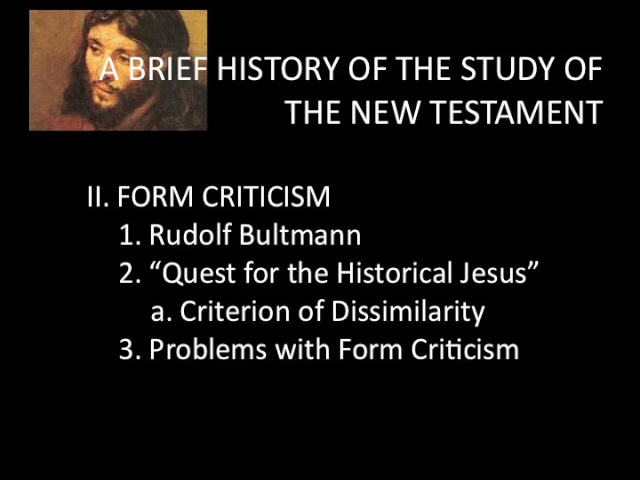 A BRIEF HISTORY OF THE STUDY OF
THE NEW TESTAMENT
II. FORM CRITICISM
1. Rudolf Bultmann
2. “Quest for the Historical Jesus”
a. Criterion of Dissimilarity
3. Problems with Form Criticism